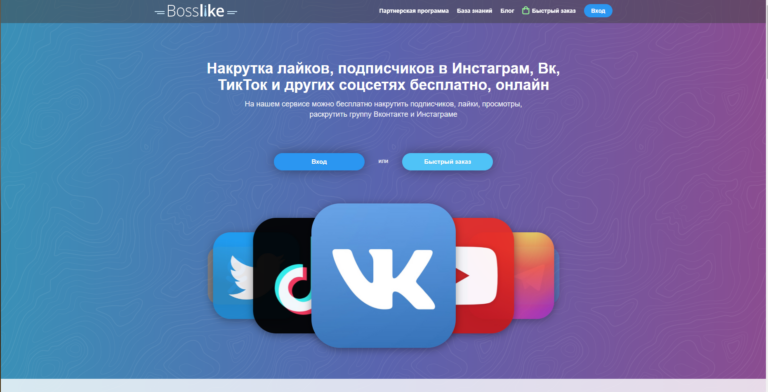 Bosslike
Партнерская программа База знаний Блог Быстрый заказ Вход
Накрутка лайков, подписчиков в Инстаграм, Вк,
ТикТок и других соцсетях бесплатно, онлайн
На нашем сервисе можно бесплатно накрутить подписчиков, лайки, просмотры,
раскрутить группу Вконтакте и Инстаграме
Вход или Быстрый заказ